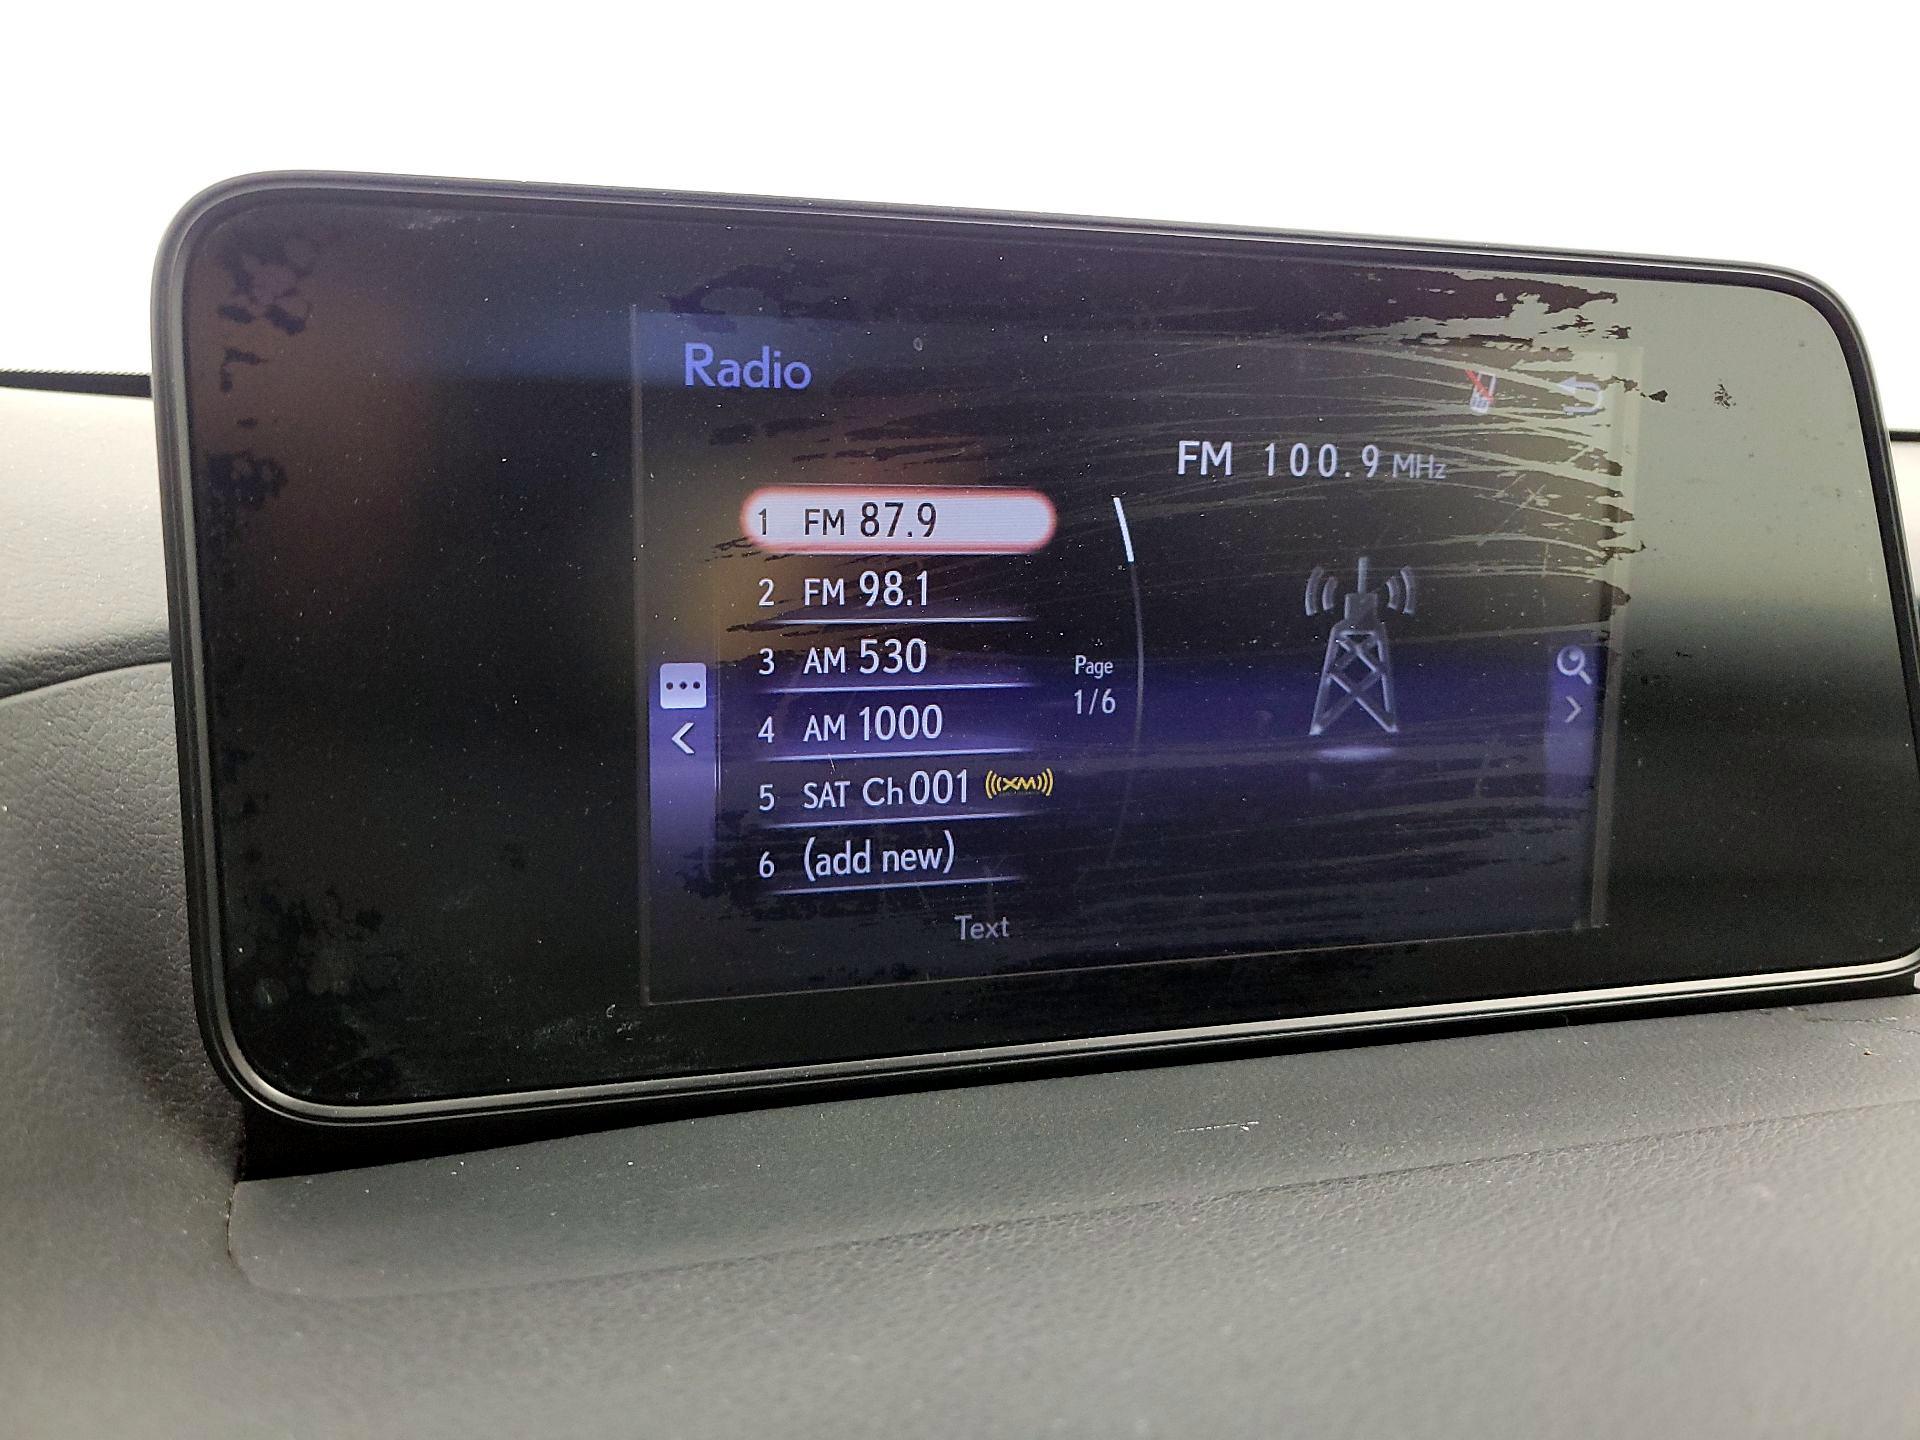 Radio
FM 100.9 MHz
1 FM 87.9
2 FM 98.1
3 AM 530
4 AM 1000
5 SAT Ch 001 ((XM))
6 (add new)
Page
1/6
Text